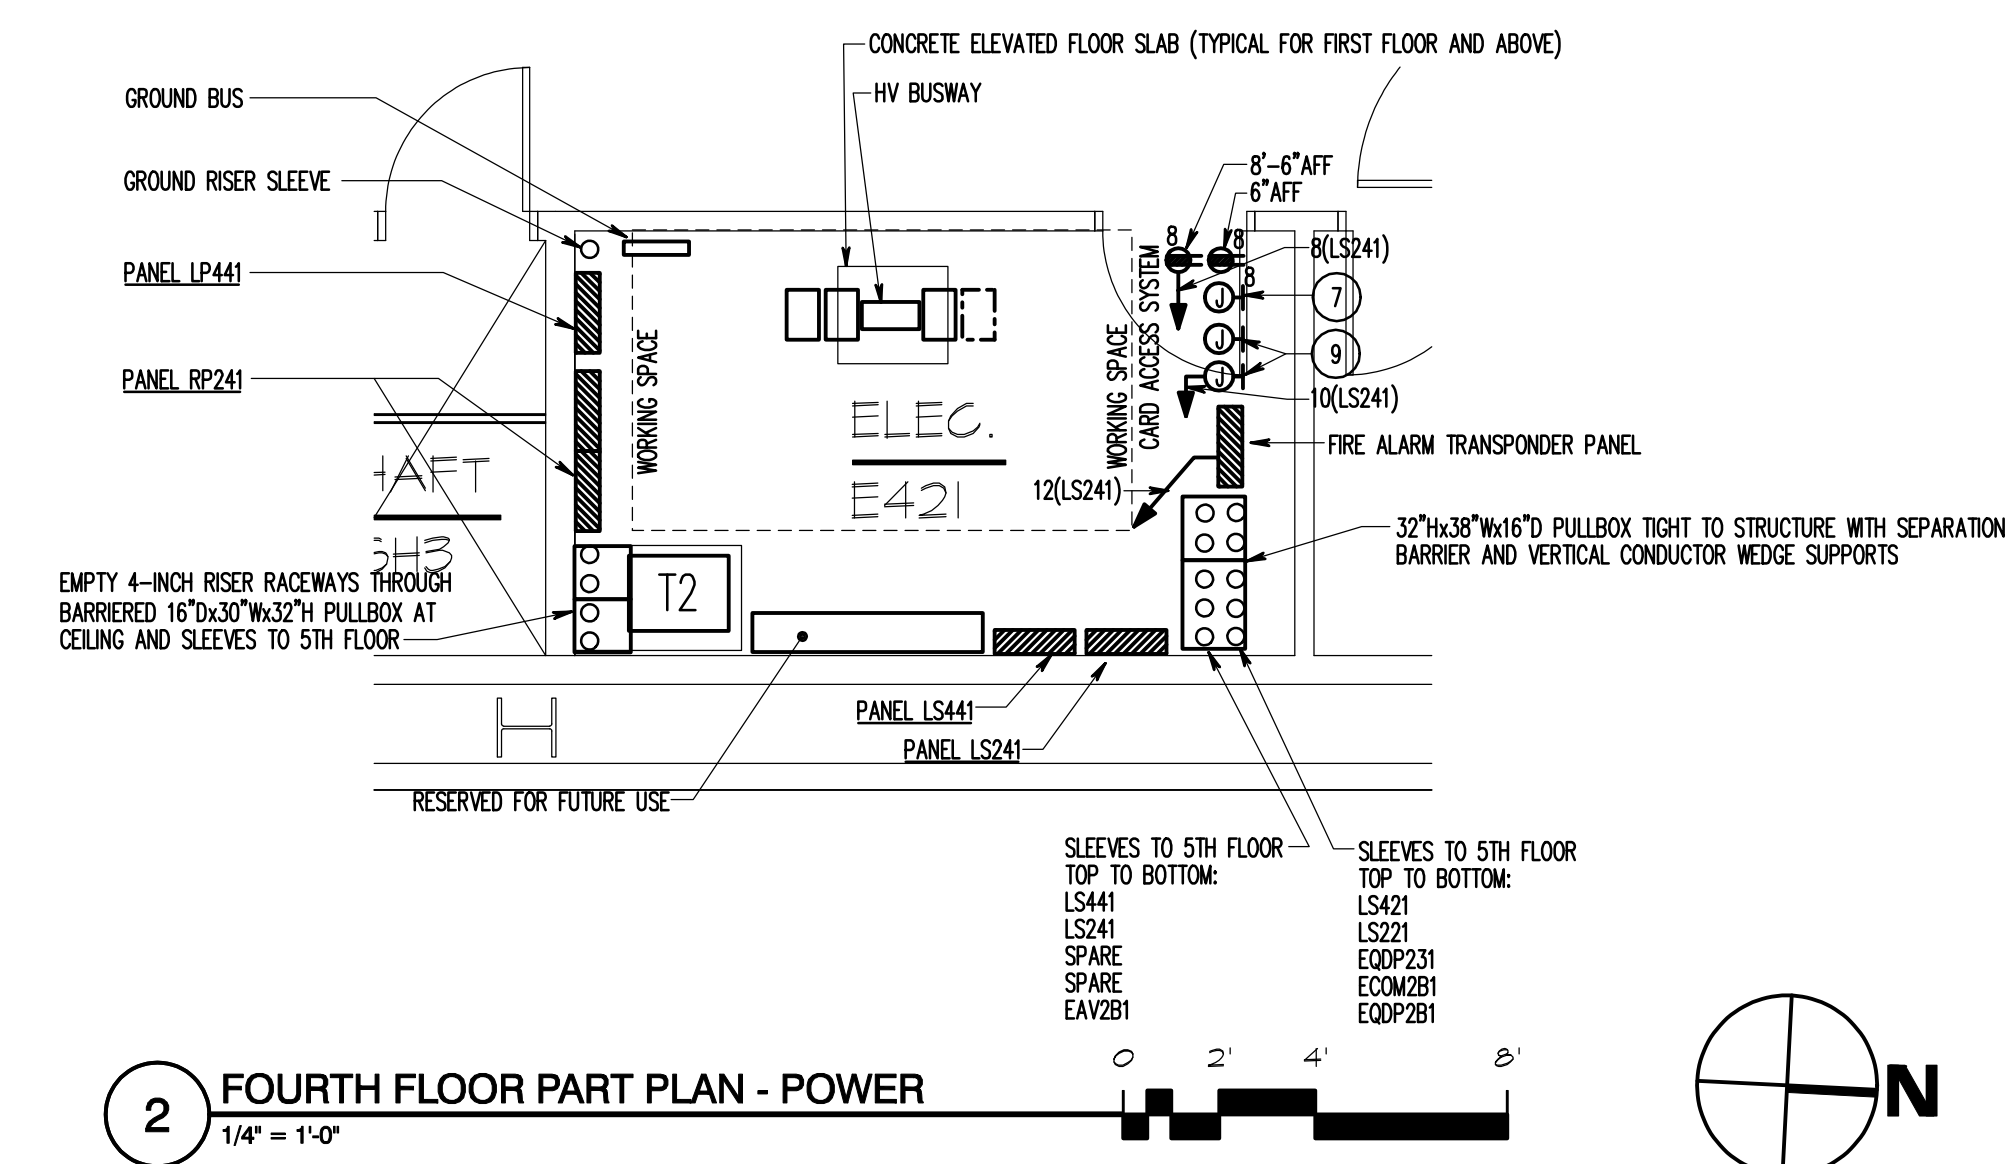 CONCRETE ELEVATED FLOOR SLAB (TYPICAL FOR FIRST FLOOR AND ABOVE)
HV BUSWAY
GROUND BUS
GROUND RISER SLEEVE
PANEL LP441
PANEL RP241
8'-6"AFF
6"AFF
8
8
8(LS241)
8
J
7
J
9
J
10(LS241)
WORKING SPACE
WORKING SPACE
CARD ACCESS SYSTEM
ELEC.
E421
FIRE ALARM TRANSPONDER PANEL
12(LS241)
32"Hx38"Wx16"D PULLBOX TIGHT TO STRUCTURE WITH SEPARATION
BARRIER AND VERTICAL CONDUCTOR WEDGE SUPPORTS
HAFT
SH3
EMPTY 4-INCH RISER RACEWAYS THROUGH
BARRIERED 16"Dx30"Wx32"H PULLBOX AT
CEILING AND SLEEVES TO 5TH FLOOR
T2
PANEL LS441
PANEL LS241
RESERVED FOR FUTURE USE
SLEEVES TO 5TH FLOOR
TOP TO BOTTOM:
LS441
LS241
SPARE
SPARE
EAV2B1
SLEEVES TO 5TH FLOOR
TOP TO BOTTOM:
LS421
LS221
EQDP231
ECOM2B1
EQDP2B1
2
FOURTH FLOOR PART PLAN - POWER
1/4" = 1'-0"
0 2' 4' 8'
N